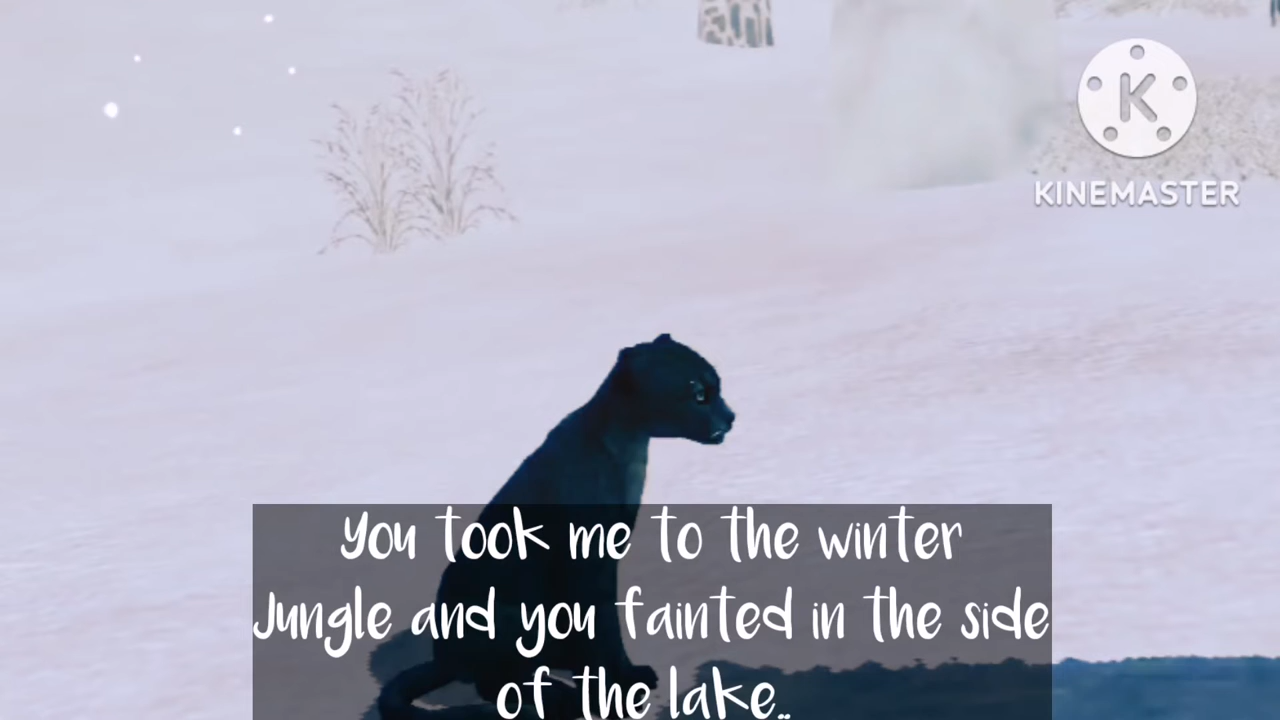 KINEMASTER
You took me to the winter
Jungle and you fainted in the side
of the lake..